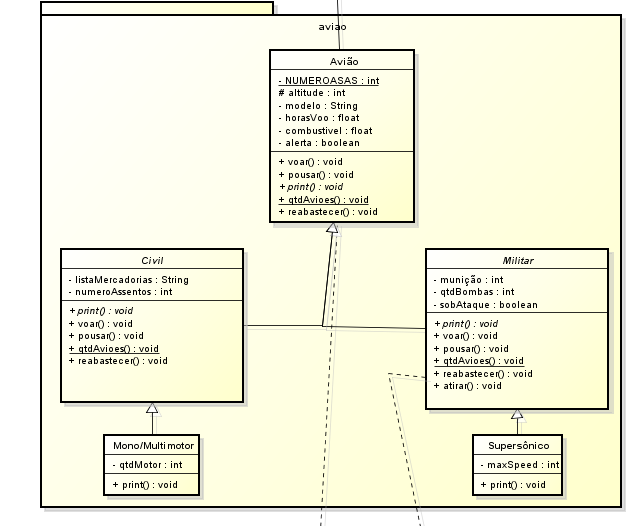 aviao
Avião
- NUMEROASAS : int
# altitude : int
- modelo : String
- horasVoo : float
- combustivel : float
- alerta : boolean
+ voar() : void
+ pousar() : void
+ print() : void
+ qtdAvioes() : void
+ reabastecer() : void
Civil
- listaMercadorias : String
- numeroAssentos : int
+ print() : void
+ voar() : void
+ pousar() : void
+ qtdAvioes() : void
+ reabastecer() : void
Militar
- munição : int
- qtdBombas : int
- sobAtaque : boolean
+ print() : void
+ voar() : void
+ pousar() : void
+ qtdAvioes() : void
+ reabastecer() : void
+ atirar() : void
Mono/Multimotor
- qtdMotor : int
+ print() : void
Supersônico
- maxSpeed : int
+ print() : void